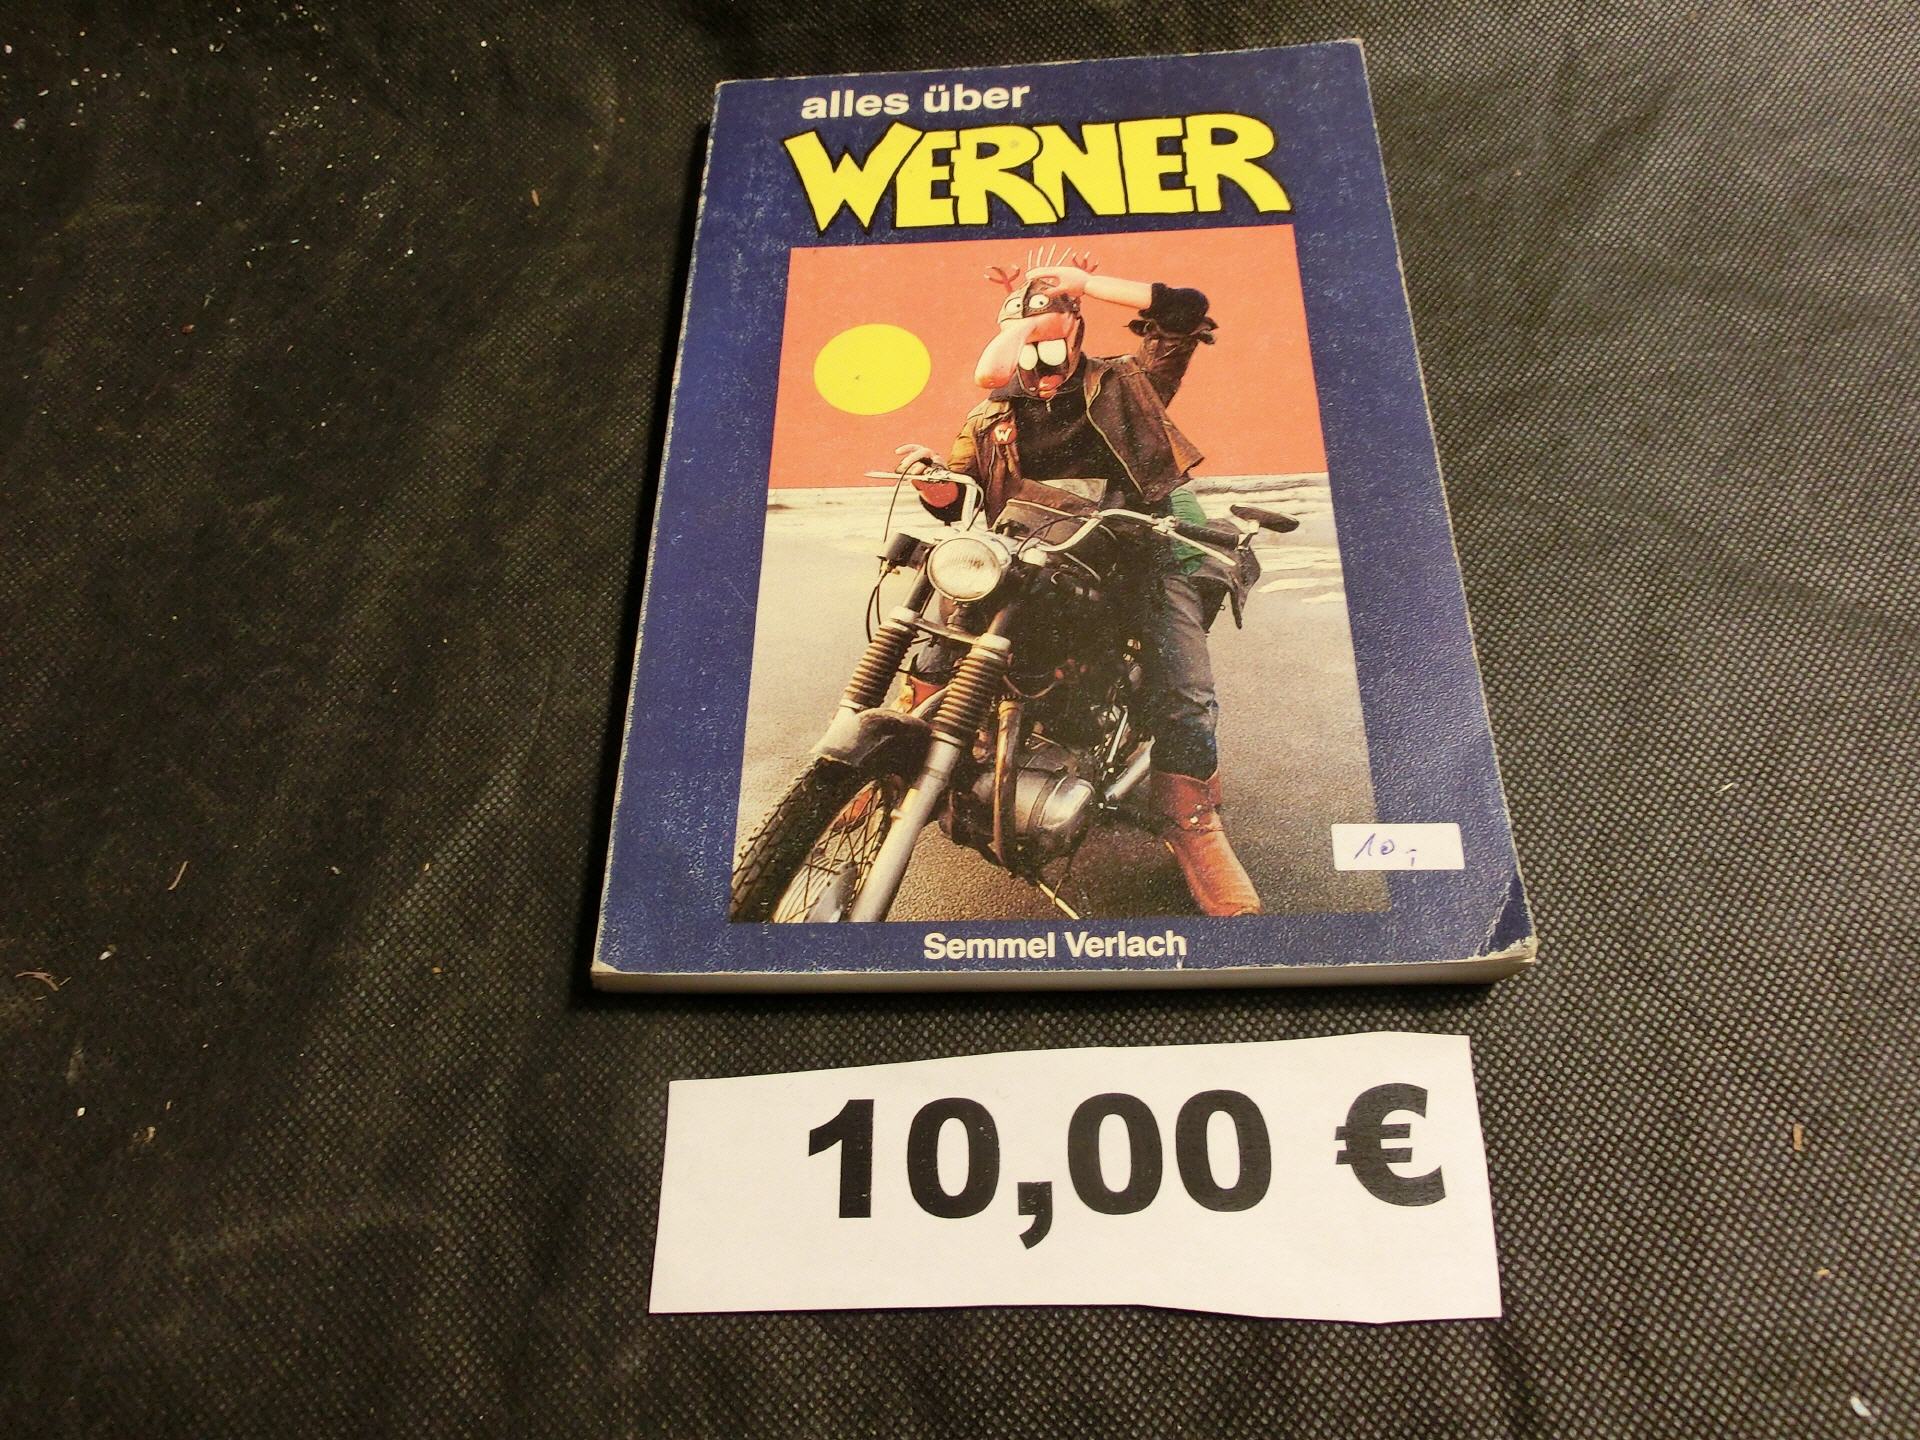 alles über
WERNER
W
10,-
Semmel Verlach
10,00 €